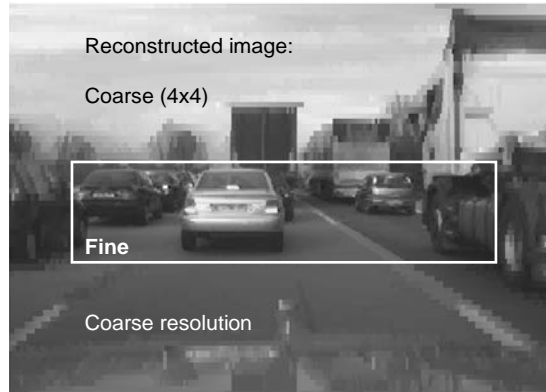 Reconstructed image:
Coarse (4x4)
Fine
Coarse resolution